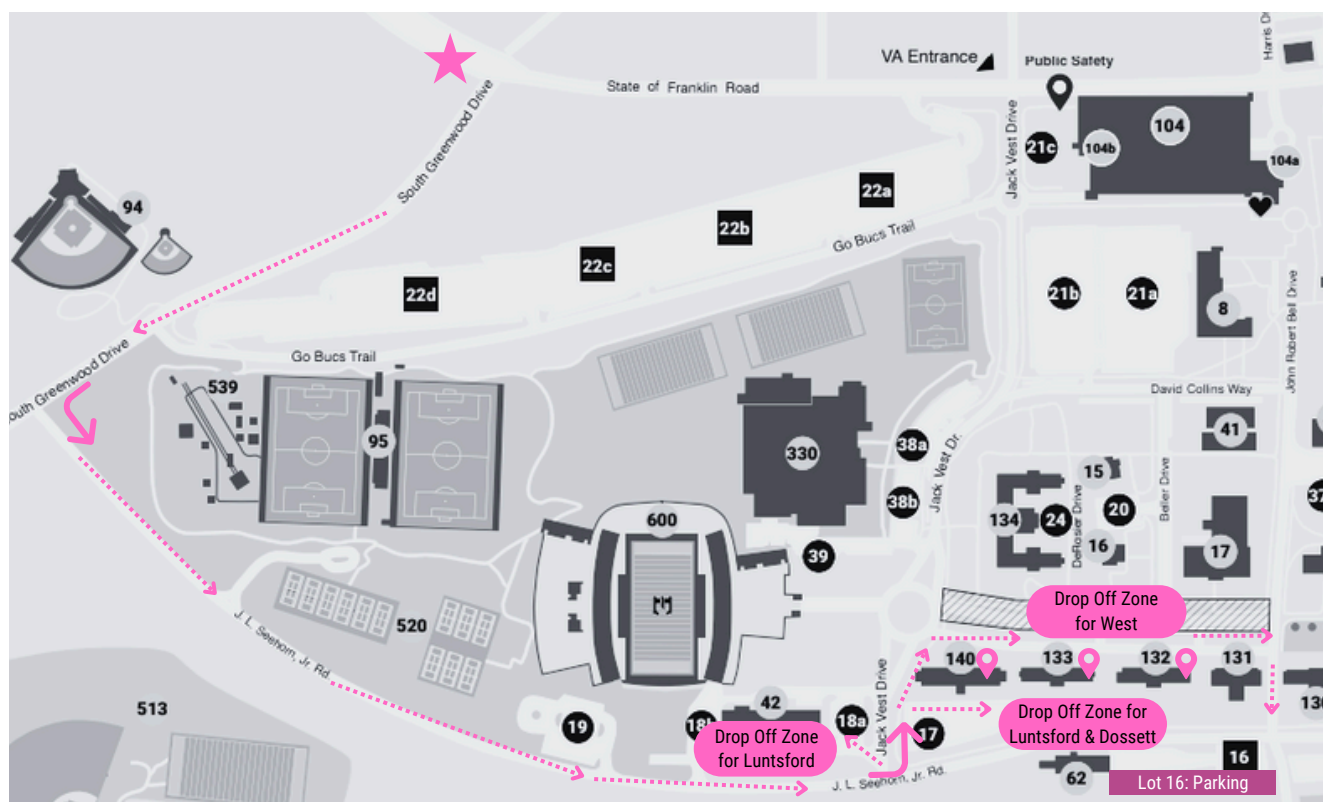 Harris D
VA Entrance
Public Safety
State of Franklin Road
South Greenwood Drive
Jack Vest Drive
104
21c
104b
104a
22a
94
22b
Go Bucs Trail
22c
22d
21b
21a
8
John Robert Bell Drive
South Greenwood Drive
Go Bucs Trail
539
David Collins Way
95
330
38a
38b
Jack Vest Dr.
41
15
20
Beller Drive
DeRosier Drive
134
24
16
17
37
600
39
Drop Off Zone
for West
520
J. L. Seehorn, Jr. Rd
140
133
132
131
130
513
42
Jack Vest Drive
19
18b
18a
17
Drop Off Zone
for Luntsford
Drop Off Zone for
Luntsford & Dossett
J. L. Seehorn, Jr. Rd.
62
16
Lot 16: Parking